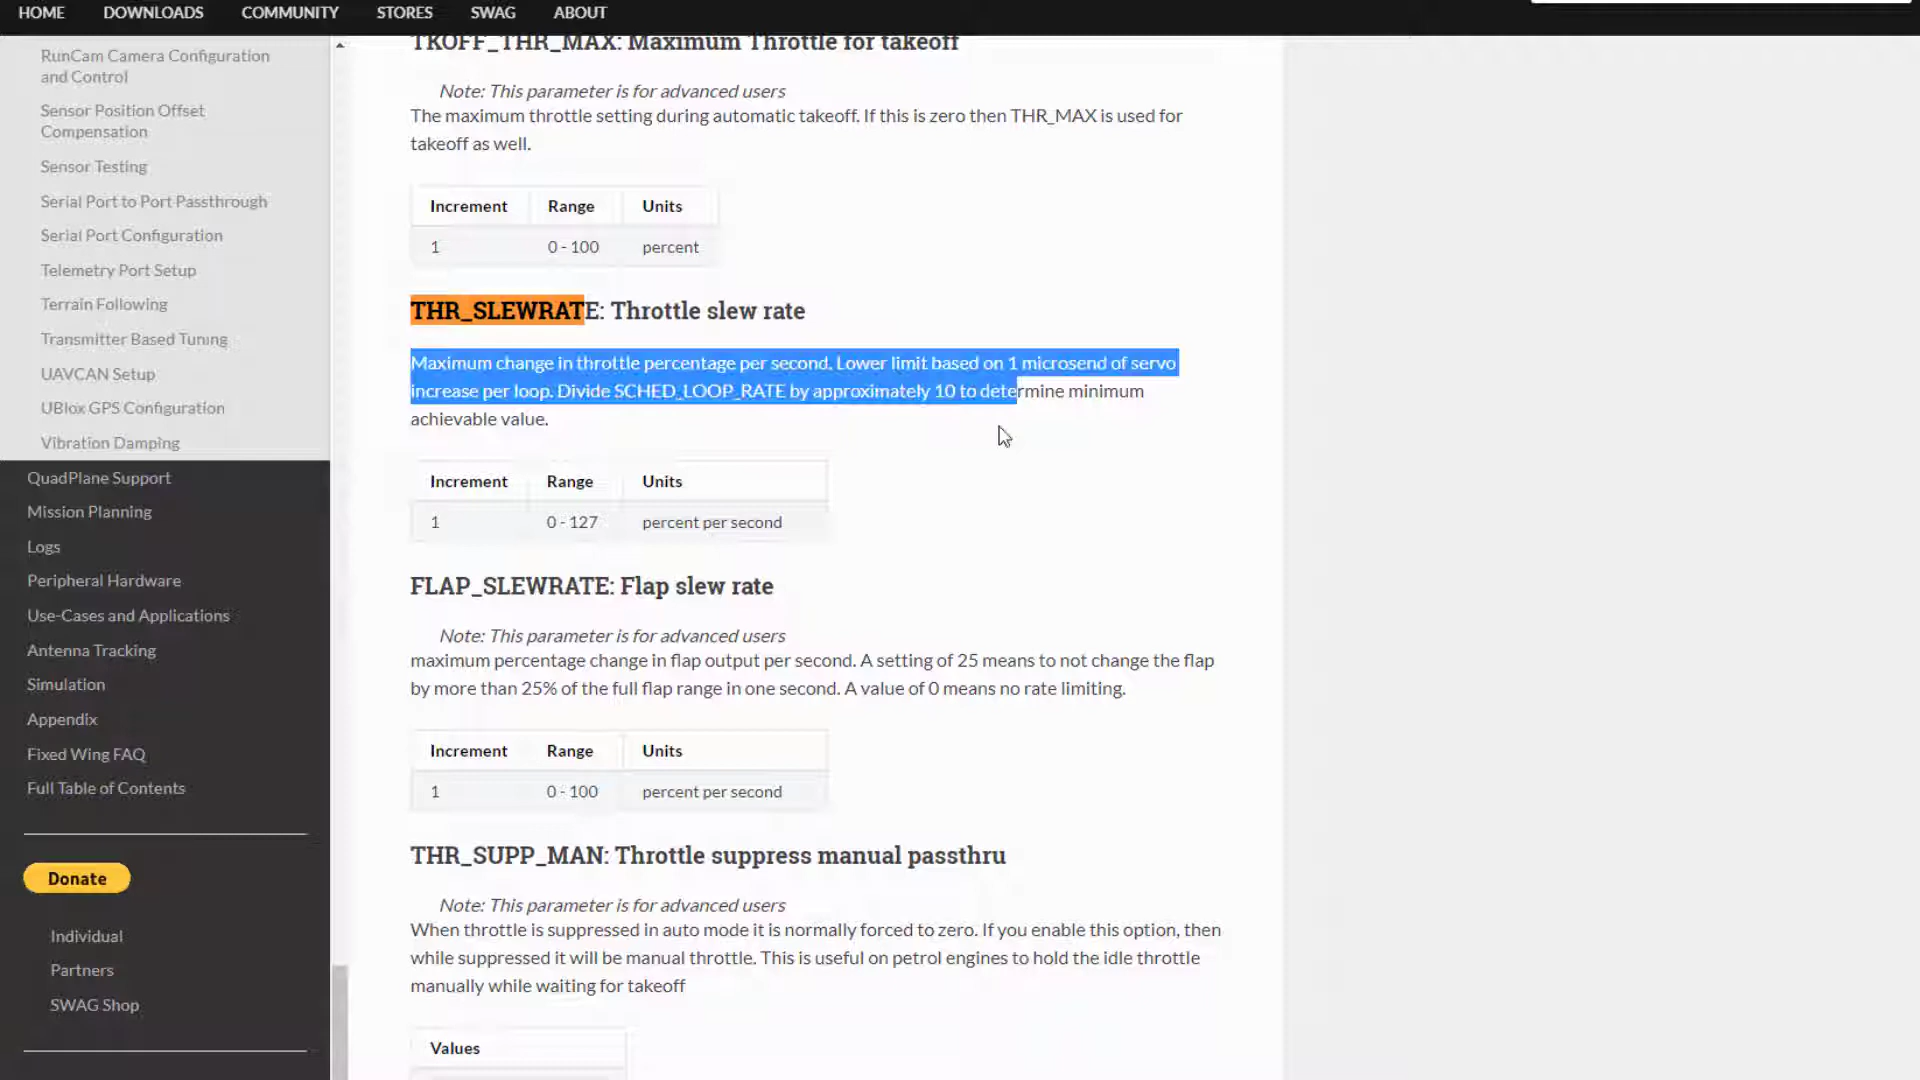 HOME DOWNLOADS COMMUNITY STORES SWAG ABOUT
RunCam Camera Configuration
and Control
Sensor Position Offset
Compensation
Sensor Testing
Serial Port to Port Passthrough
Serial Port Configuration
Telemetry Port Setup
Terrain Following
Transmitter Based Tuning
UAVCAN Setup
UBlox GPS Configuration
Vibration Damping
QuadPlane Support
Mission Planning
Logs
Peripheral Hardware
Use-Cases and Applications
Antenna Tracking
Simulation
Appendix
Fixed Wing FAQ
Full Table of Contents
Donate
Individual
Partners
SWAG Shop
TKOFF_THR_MAX: Maximum Throttle for takeoff
Note: This parameter is for advanced users
The maximum throttle setting during automatic takeoff. If this is zero then THR_MAX is used for
takeoff as well.
Increment Range Units
1 0 - 100 percent
THR_SLEWRATE: Throttle slew rate
Maximum change in throttle percentage per second. Lower limit based on 1 microsend of servo
increase per loop. Divide SCHED_LOOP_RATE by approximately 10 to determine minimum
achievable value.
Increment Range Units
1 0 - 127 percent per second
FLAP_SLEWRATE: Flap slew rate
Note: This parameter is for advanced users
maximum percentage change in flap output per second. A setting of 25 means to not change the flap
by more than 25% of the full flap range in one second. A value of 0 means no rate limiting.
Increment Range Units
1 0 - 100 percent per second
THR_SUPP_MAN: Throttle suppress manual passthru
Note: This parameter is for advanced users
When throttle is suppressed in auto mode it is normally forced to zero. If you enable this option, then
while suppressed it will be manual throttle. This is useful on petrol engines to hold the idle throttle
manually while waiting for takeoff
Values